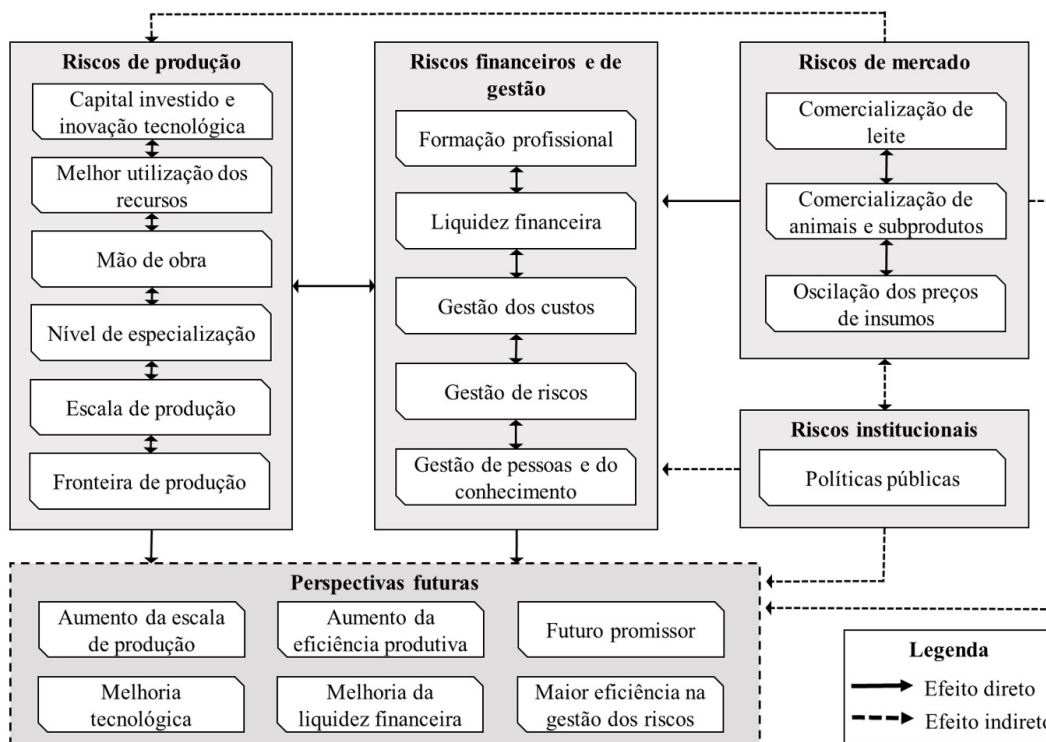 Riscos de produção
Capital investido e
inovação tecnológica
Melhor utilização dos
recursos
Mão de obra
Nível de especialização
Escala de produção
Fronteira de produção
Riscos financeiros e de
gestão
Formação profissional
Liquidez financeira
Gestão dos custos
Gestão de riscos
Gestão de pessoas e do
conhecimento
Riscos de mercado
Comercialização de
leite
Comercialização de
animais e subprodutos
Oscilação dos preços
de insumos
Riscos institucionais
Políticas públicas
Perspectivas futuras
Aumento da escala
de produção
Aumento da
eficiência produtiva
Futuro promissor
Melhoria
tecnológica
Melhoria da
liquidez financeira
Maior eficiência na
gestão dos riscos
Legenda
Efeito direto
Efeito indireto